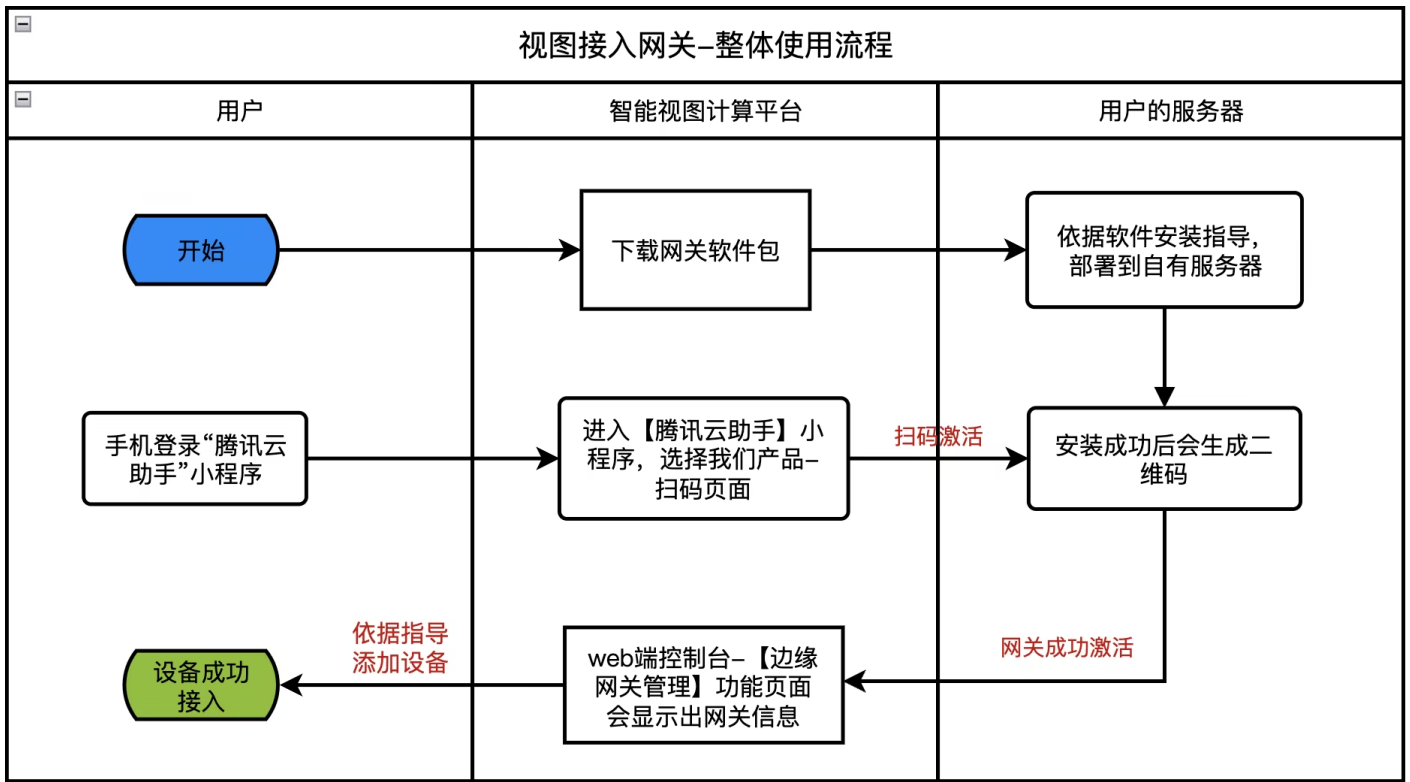 视图接入网关-整体使用流程
用户
智能视图计算平台
用户的服务器
开始
下载网关软件包
依据软件安装指导，
部署到自有服务器
手机登录“腾讯云
助手”小程序
进入【腾讯云助手】小
程序，选择我们产品-
扫码页面
扫码激活
安装成功后会生成二
维码
设备成功
接入
依据指导
添加设备
web端控制台-【边缘
网关管理】功能页面
会显示出网关信息
网关成功激活